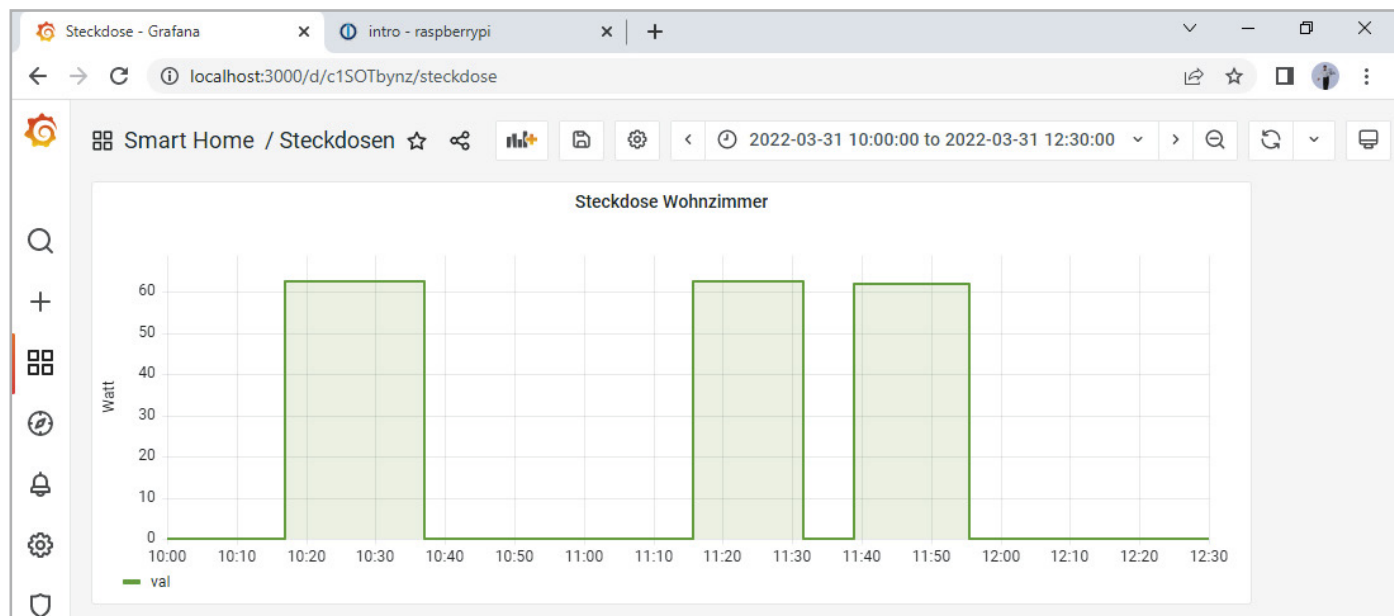 Steckdose - Grafana
intro - raspberrypi
localhost:3000/d/c1SOTbynz/steckdose
Smart Home / Steckdosen
2022-03-31 10:00:00 to 2022-03-31 12:30:00
Steckdose Wohnzimmer
Watt
60
50
40
30
20
10
0
10:00 10:10 10:20 10:30 10:40 10:50 11:00 11:10 11:20 11:30 11:40 11:50 12:00 12:10 12:20 12:30
val